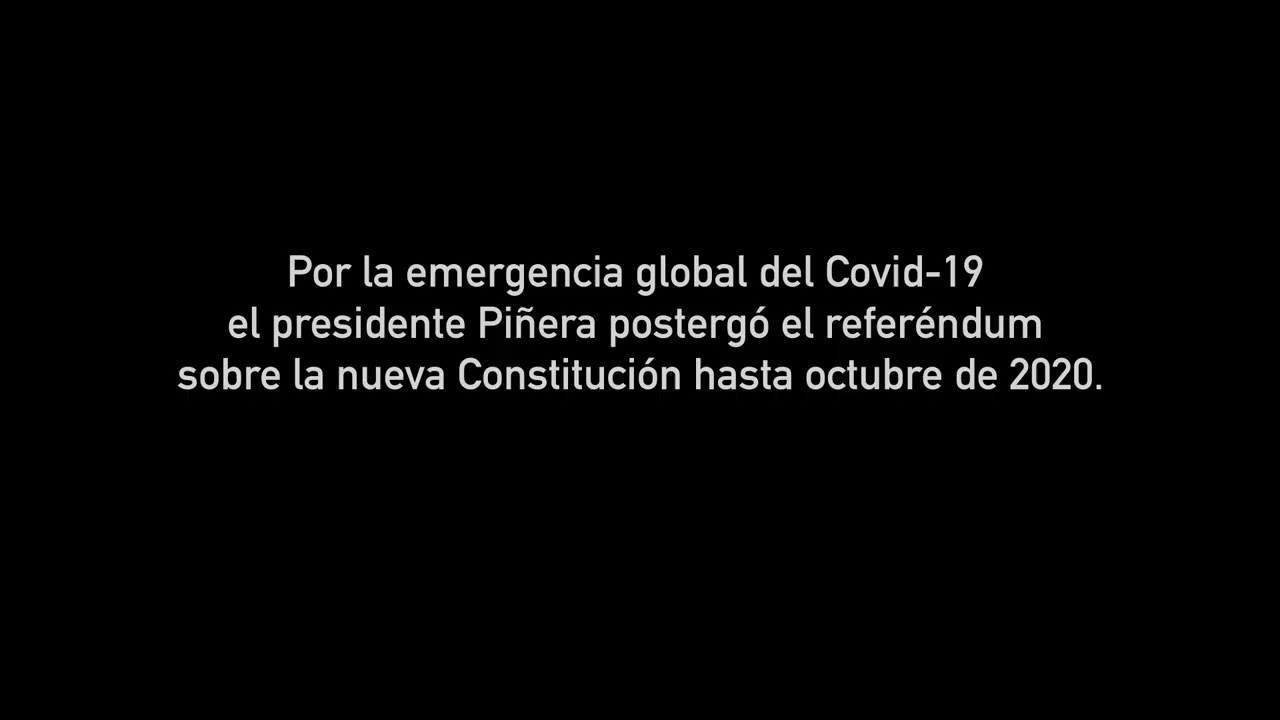 Por la emergencia global del Covid-19
el presidente Piñera postergó el referéndum
sobre la nueva Constitución hasta octubre de 2020.